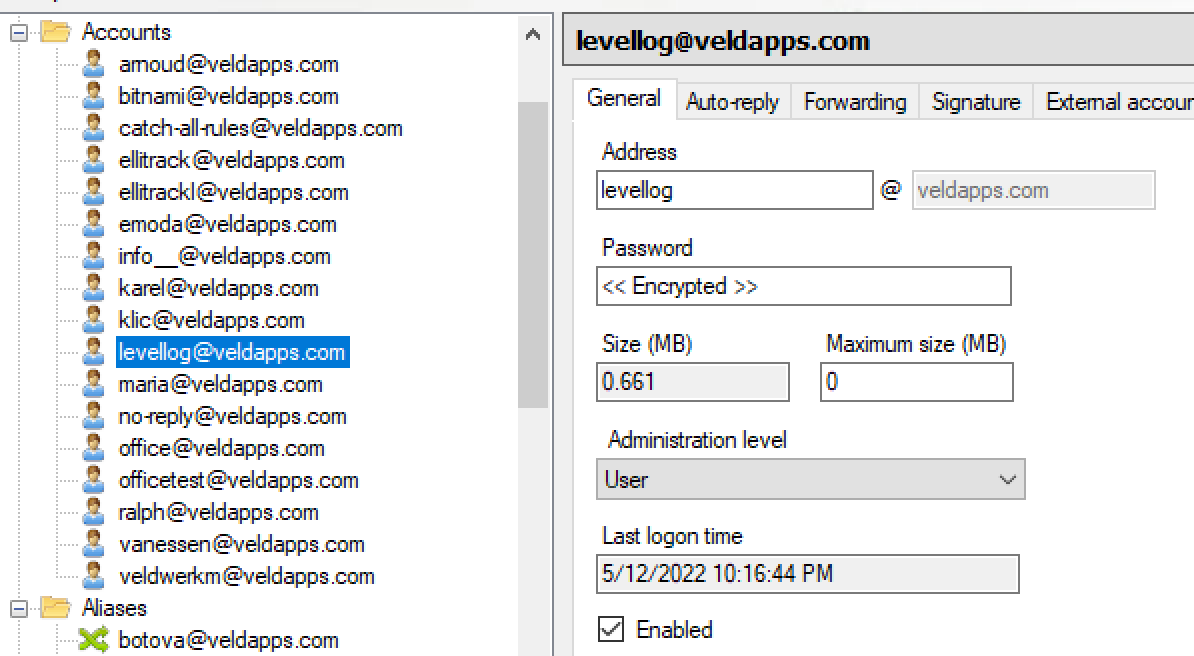 Accounts
arnoud@veldapps.com
bitnami@veldapps.com
catch-all-rules@veldapps.com
ellitrack@veldapps.com
ellitrackl@veldapps.com
emoda@veldapps.com
info__@veldapps.com
karel@veldapps.com
klic@veldapps.com
levellog@veldapps.com
maria@veldapps.com
no-reply@veldapps.com
office@veldapps.com
officetest@veldapps.com
ralph@veldapps.com
vanessen@veldapps.com
veldwerkm@veldapps.com
Aliases
botova@veldapps.com
levellog@veldapps.com
General Auto-reply Forwarding Signature External accour
Address
levellog @ veldapps.com
Password
<< Encrypted >>
Size (MB) Maximum size (MB)
0.661 0
Administration level
User
Last logon time
5/12/2022 10:16:44 PM
Enabled